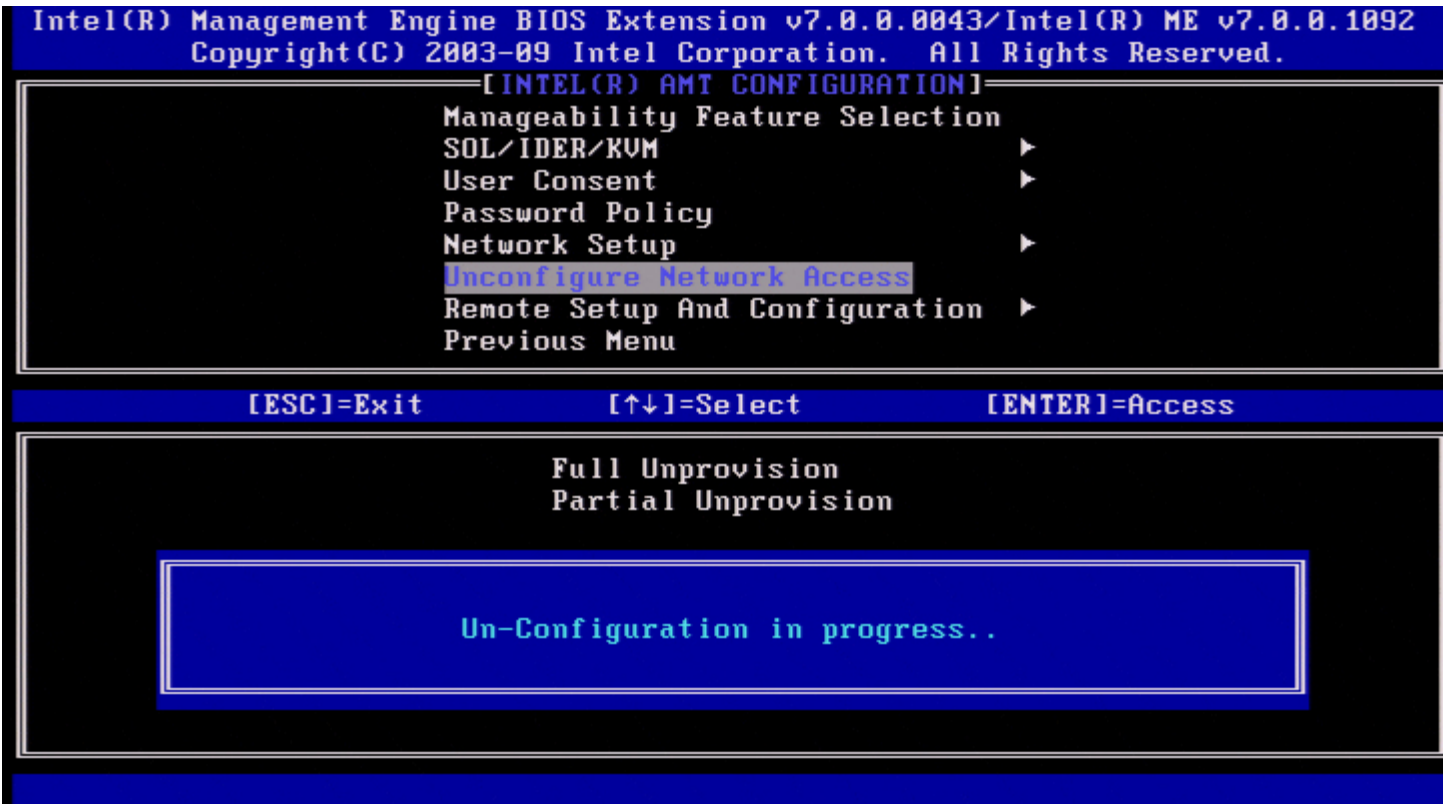 Intel(R) Management Engine BIOS Extension v7.0.0.0043/Intel(R) ME v7.0.0.1092
Copyright(C) 2003-09 Intel Corporation. All Rights Reserved.
[INTEL(R) AMT CONFIGURATION]
Manageability Feature Selection
SOL/IDER/KVM ►
User Consent ►
Password Policy
Network Setup ►
Unconfigure Network Access
Remote Setup And Configuration ►
Previous Menu
[ESC]=Exit [↑↓]=Select [ENTER]=Access
Full Unprovision
Partial Unprovision
Un-Configuration in progress..